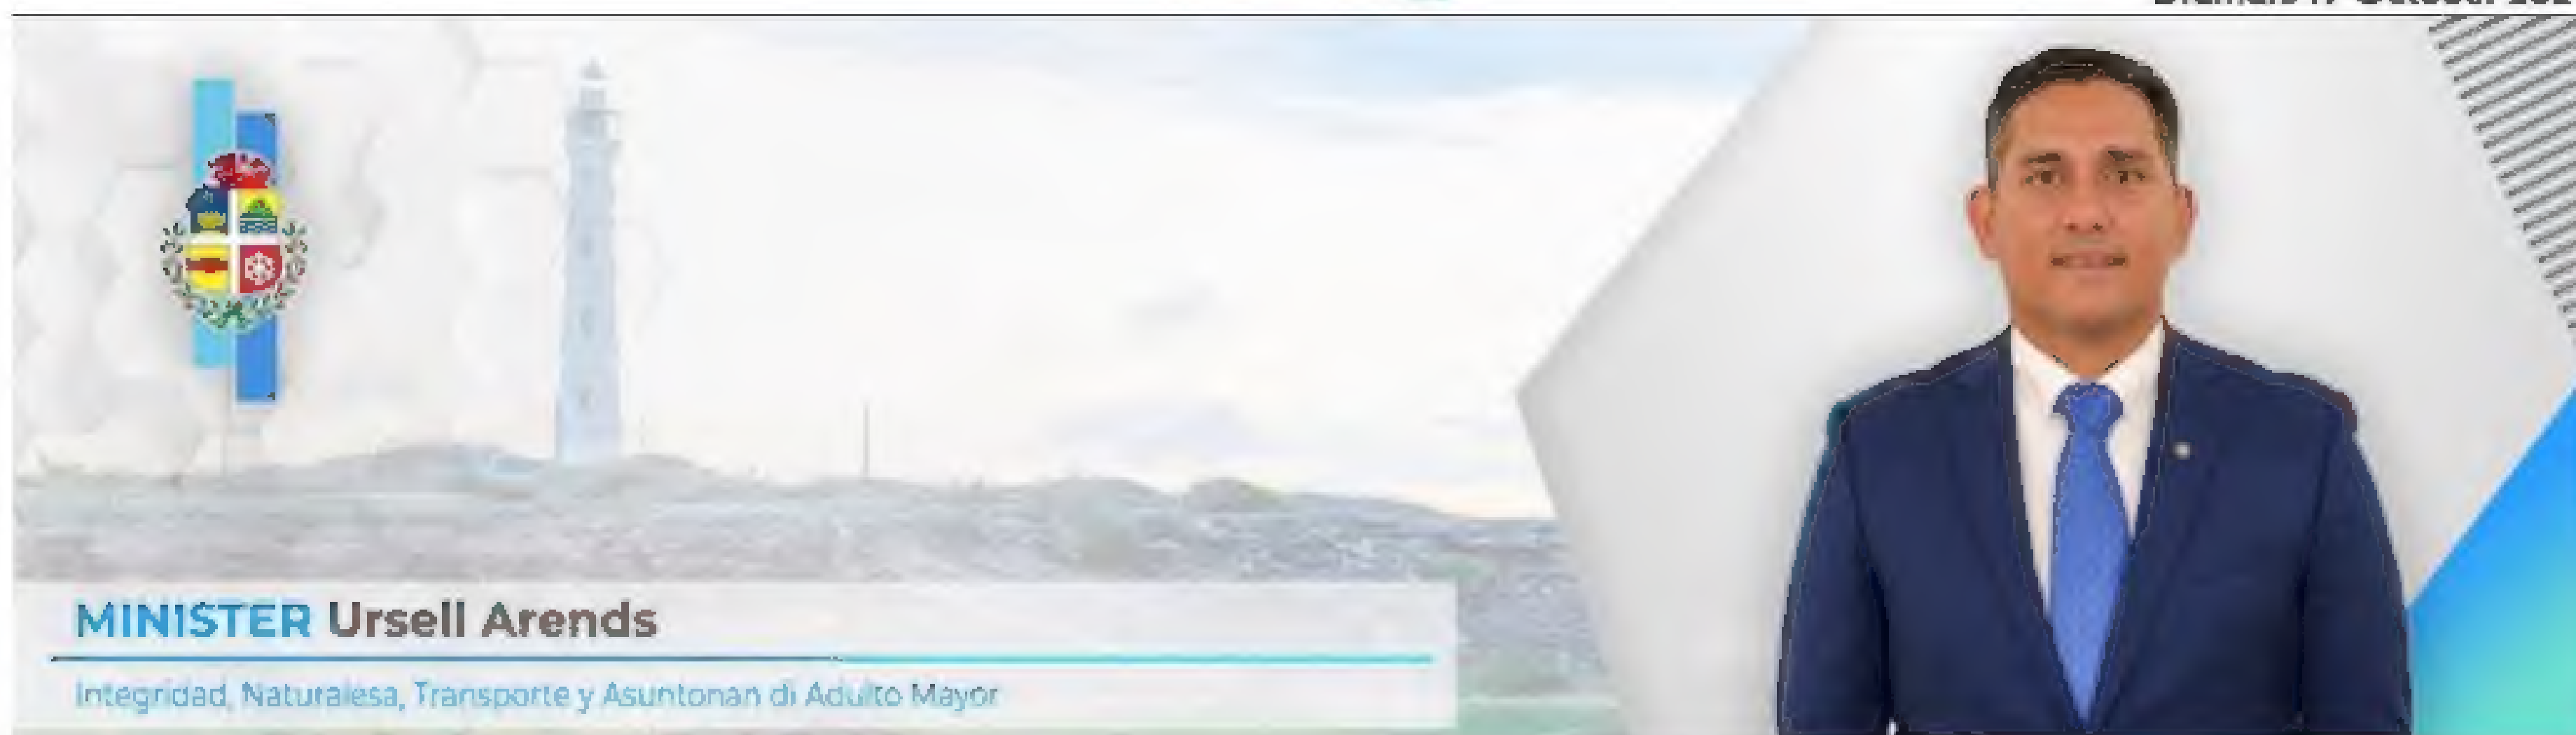 MINISTER Ursell Arends
Integridad, Naturalesa, Transporte y Asuntonan di Adulto Mayor